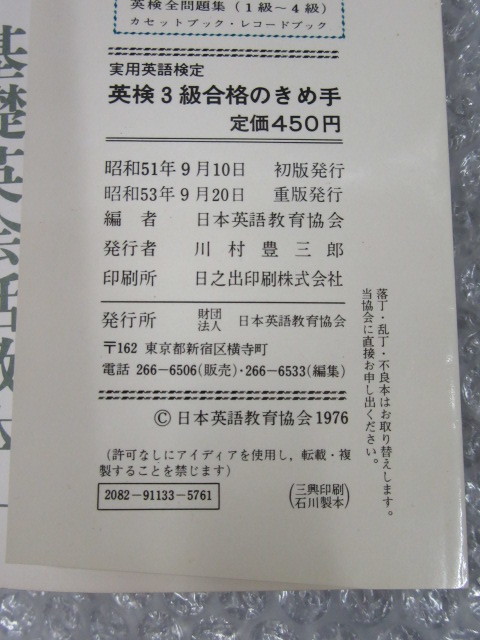 英検全問題集（1級～4級）
カセットブック・レコードブック
実用英語検定
英検3級合格のきめ手
定価450円
昭和51年9月10日 初版発行
昭和53年9月20日 重版発行
編者 日本英語教育協会
発行者 川村豊三郎
印刷所 日之出印刷株式会社
発行所 財団法人 日本英語教育協会
〒162 東京都新宿区横寺町
電話 266-6506(販売)・266-6533(編集)
Ⓒ日本英語教育協会1976
(許可なしにアイディアを使用し，転載・複
製することを禁じます)
2082-91133-5761
(三興印刷
石川製本)
落丁・乱丁・不良本はお取り替えします。
当協会に直接お申し出ください。
基礎英会話教